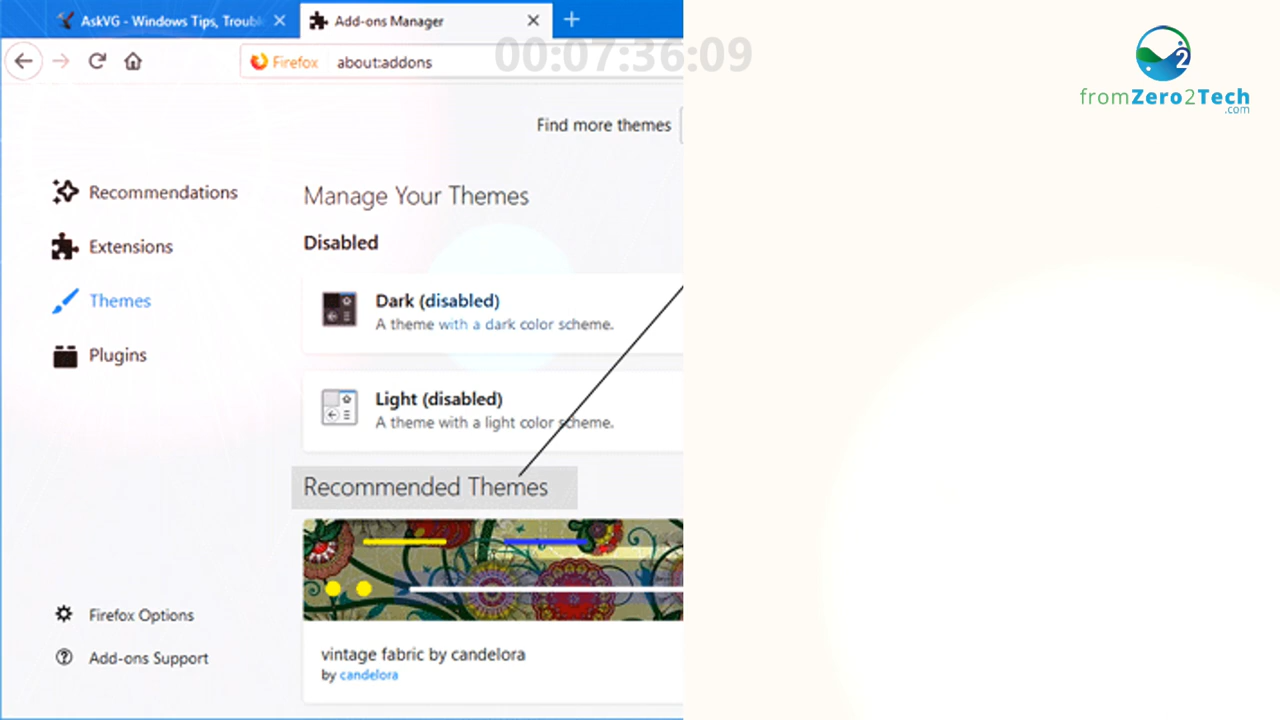 AskVG - Windows Tips, Troubl
Add-ons Manager
00:07:36:09
Firefox
about:addons
2
fromZero2Tech
.com
Find more themes
Recommendations
Extensions
Themes
Plugins
Manage Your Themes
Disabled
Dark (disabled)
A theme with a dark color scheme.
Light (disabled)
A theme with a light color scheme.
Recommended Themes
vintage fabric by candelora
by candelora
Firefox Options
Add-ons Support